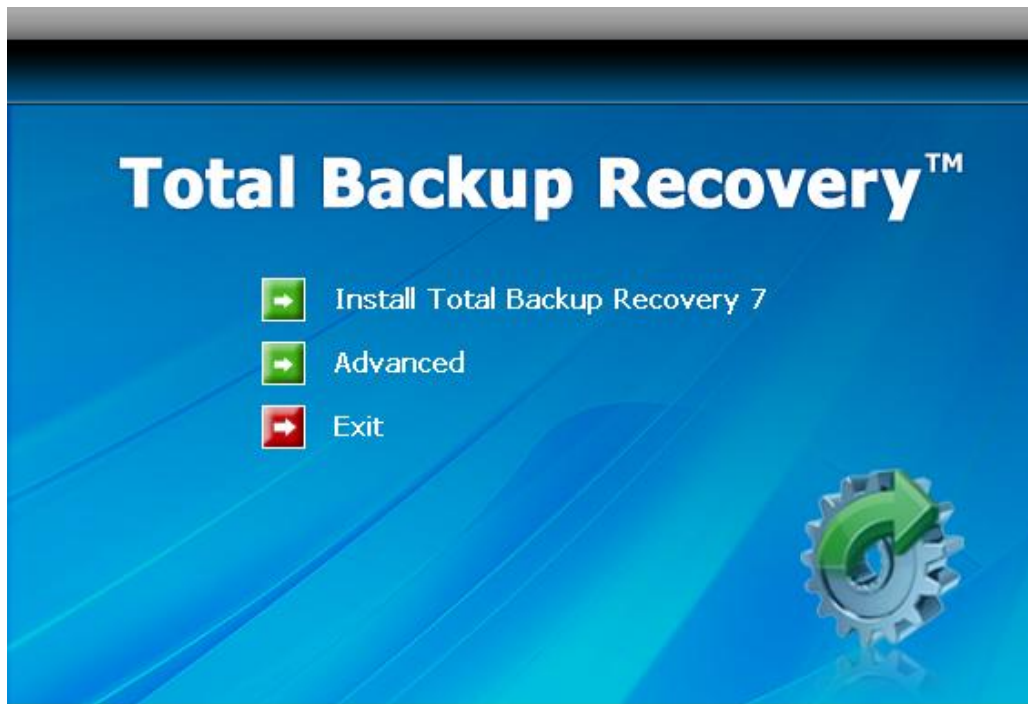 Total Backup Recovery™
Install Total Backup Recovery 7
Advanced
Exit